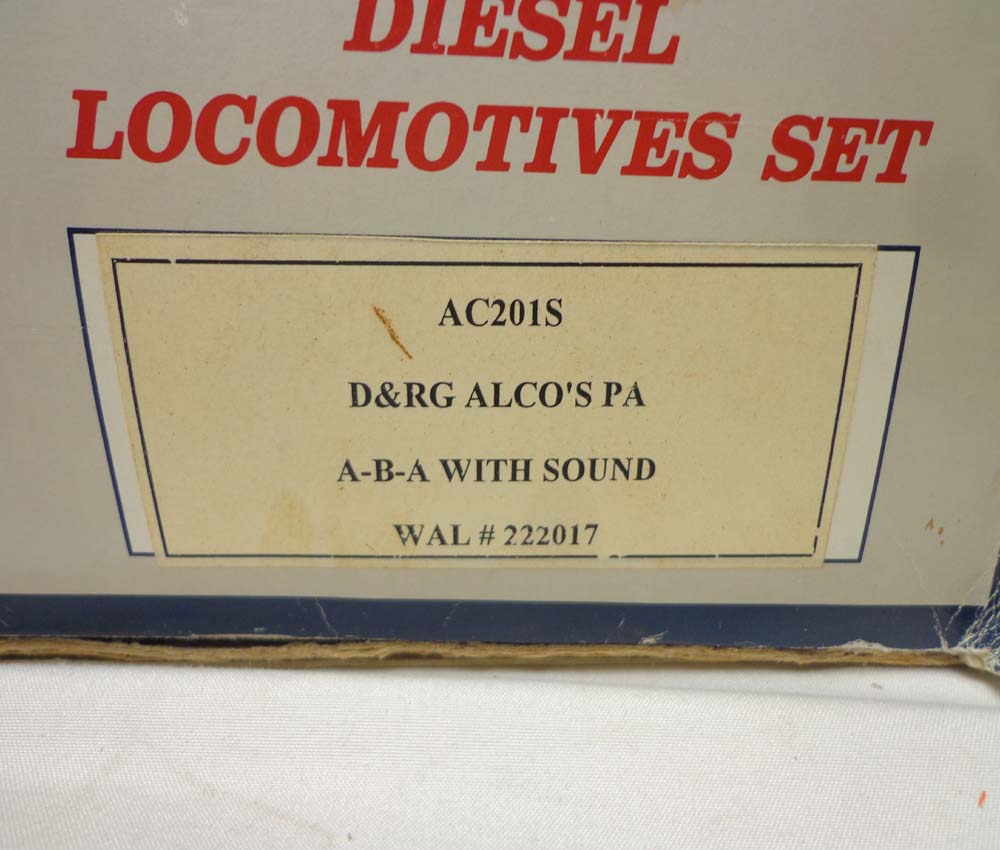 DIESEL
LOCOMOTIVES SET
AC201S
D&RG ALCO'S PA
A-B-A WITH SOUND
WAL # 222017